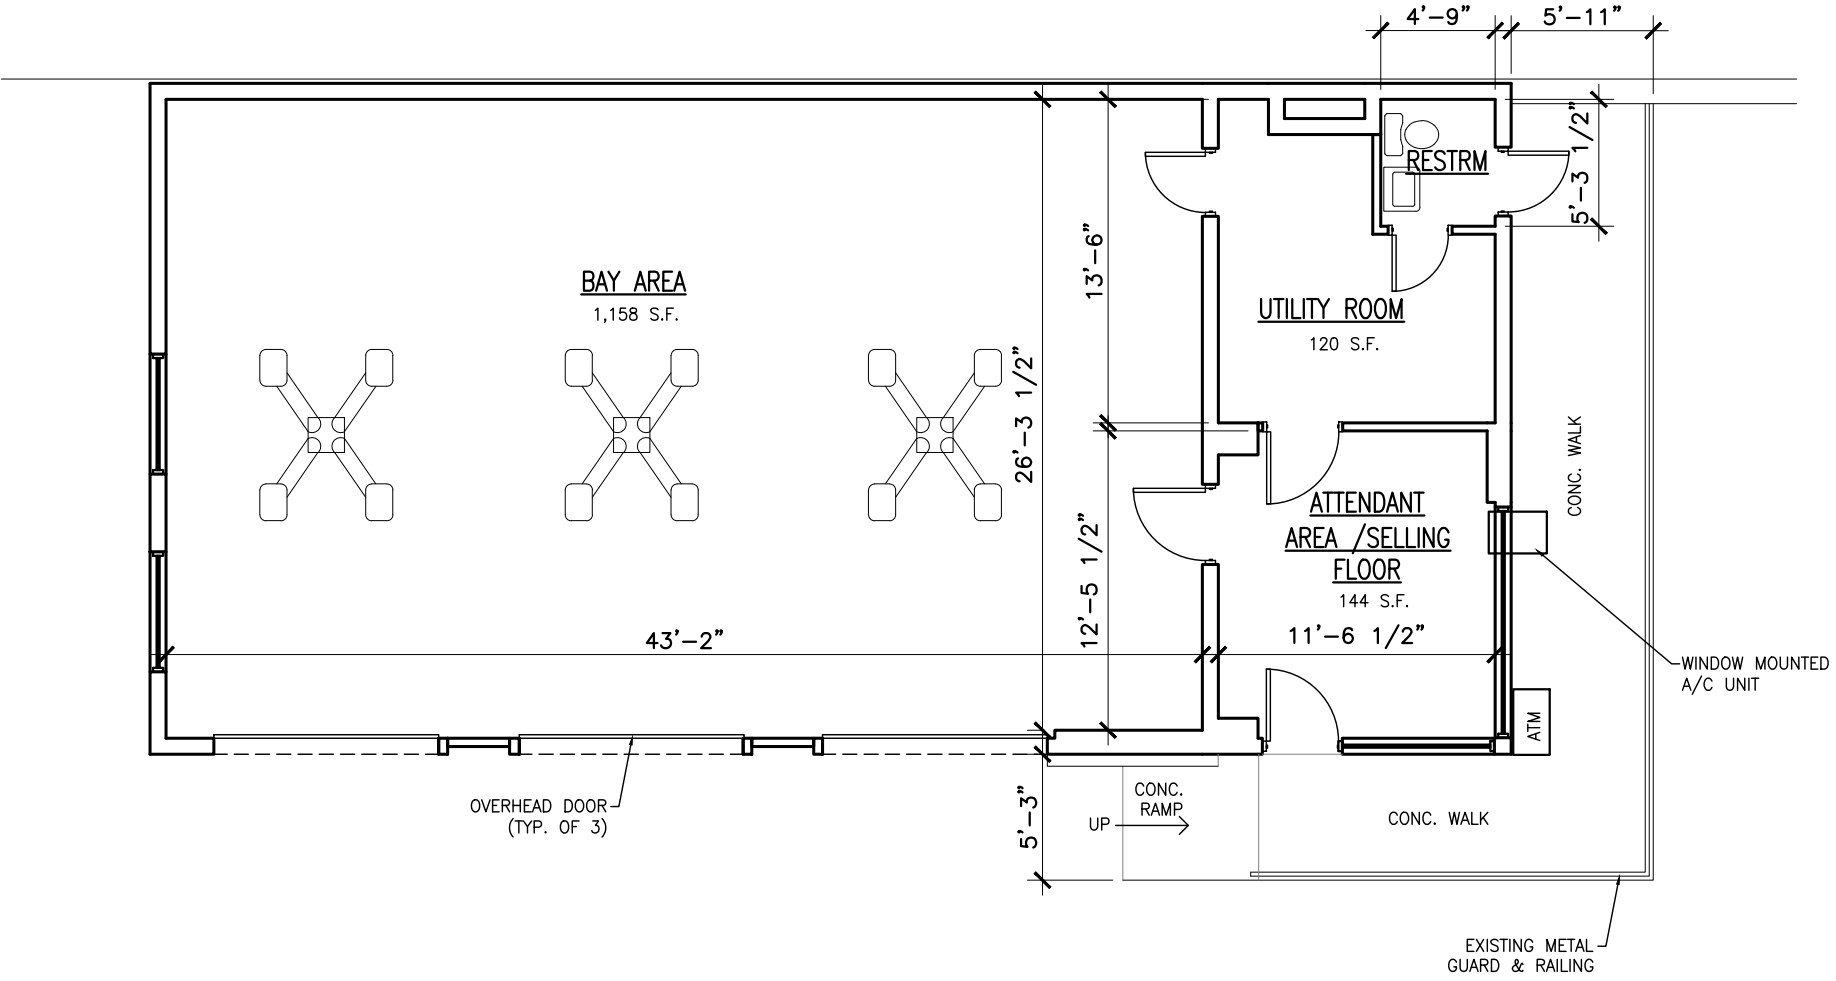 4'-9"
5'-11"
5'-3 1/2"
RESTRM
13'-6"
BAY AREA
1,158 S.F.
UTILITY ROOM
120 S.F.
26'-3 1/2"
CONC. WALK
ATTENDANT
AREA /SELLING
FLOOR
144 S.F.
12'-5 1/2"
43'-2"
11'-6 1/2"
WINDOW MOUNTED
A/C UNIT
ATM
OVERHEAD DOOR
(TYP. OF 3)
5'-3"
CONC.
RAMP
UP
CONC. WALK
EXISTING METAL
GUARD & RAILING